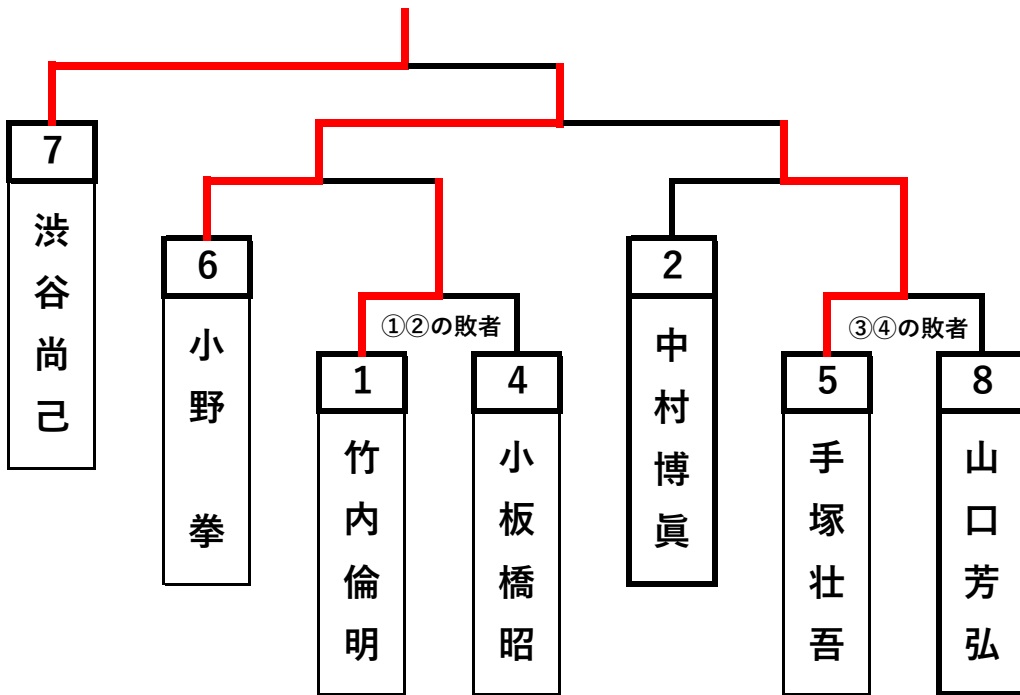 7
渋谷尚己
6
小野 拳
①②の敗者
1
竹内倫明
4
小板橋昭
2
中村博眞
③④の敗者
5
手塚壮吾
8
山口芳弘